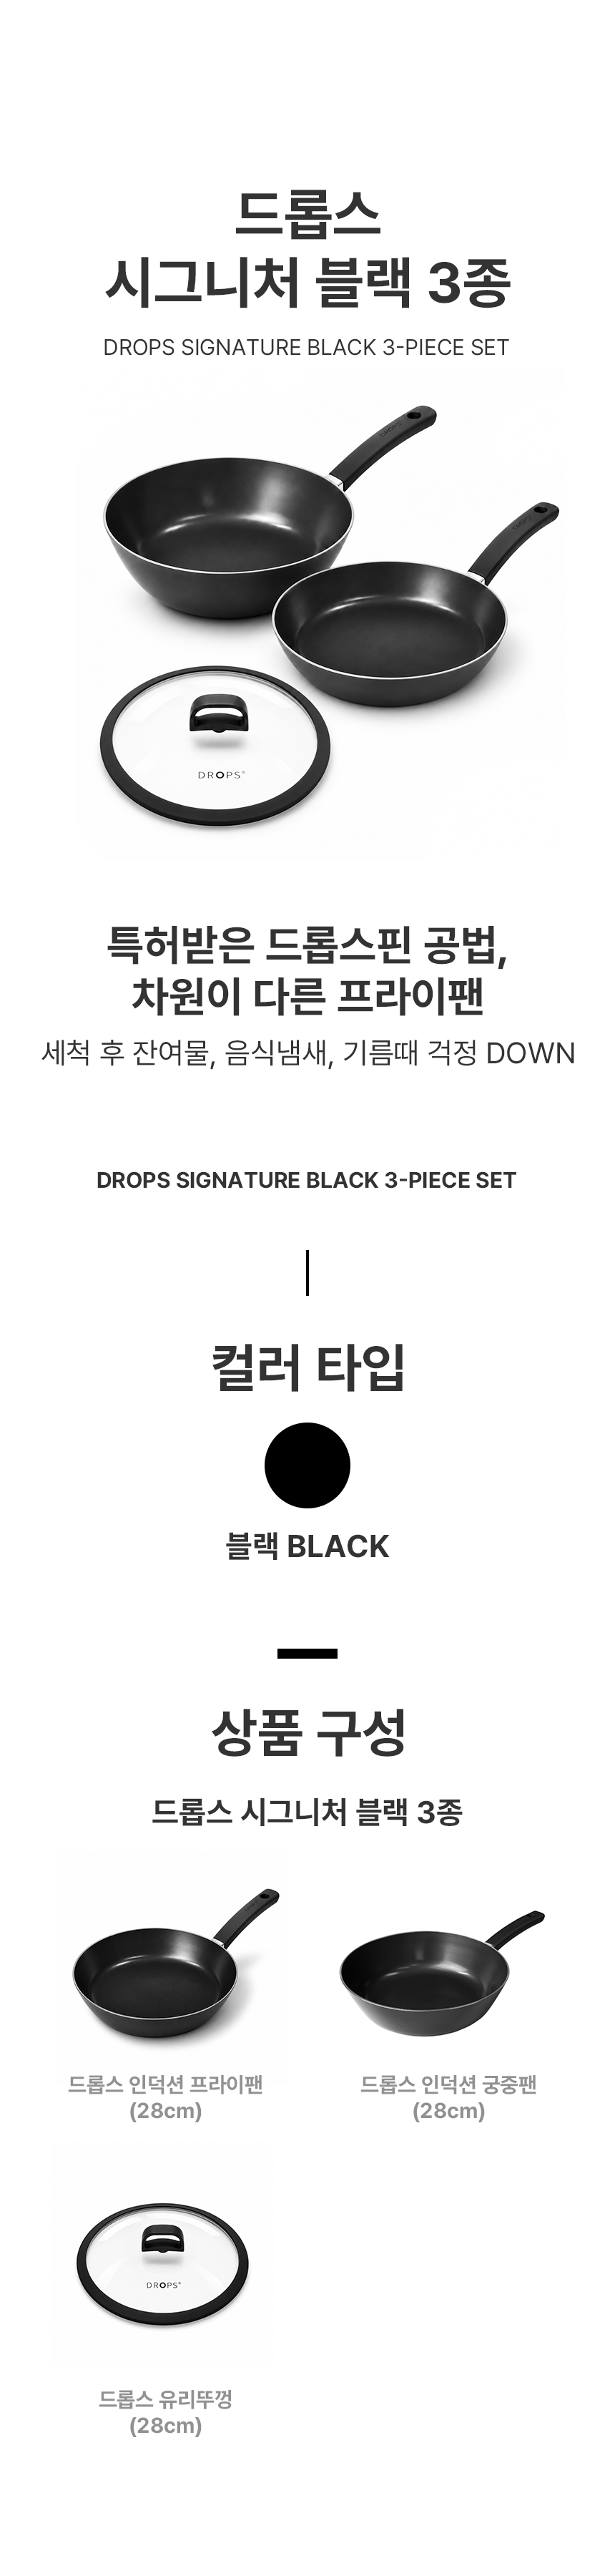 드롭스
시그니처 블랙 3종
DROPS SIGNATURE BLACK 3-PIECE SET
DROPS®
특허받은 드롭스핀 공법,
차원이 다른 프라이팬
세척 후 잔여물, 음식냄새, 기름때 걱정 DOWN
DROPS SIGNATURE BLACK 3-PIECE SET
컬러 타입
블랙 BLACK
상품 구성
드롭스 시그니처 블랙 3종
드롭스 인덕션 프라이팬
(28cm)
드롭스 인덕션 궁중팬
(28cm)
DROPS®
드롭스 유리뚜껑
(28cm)